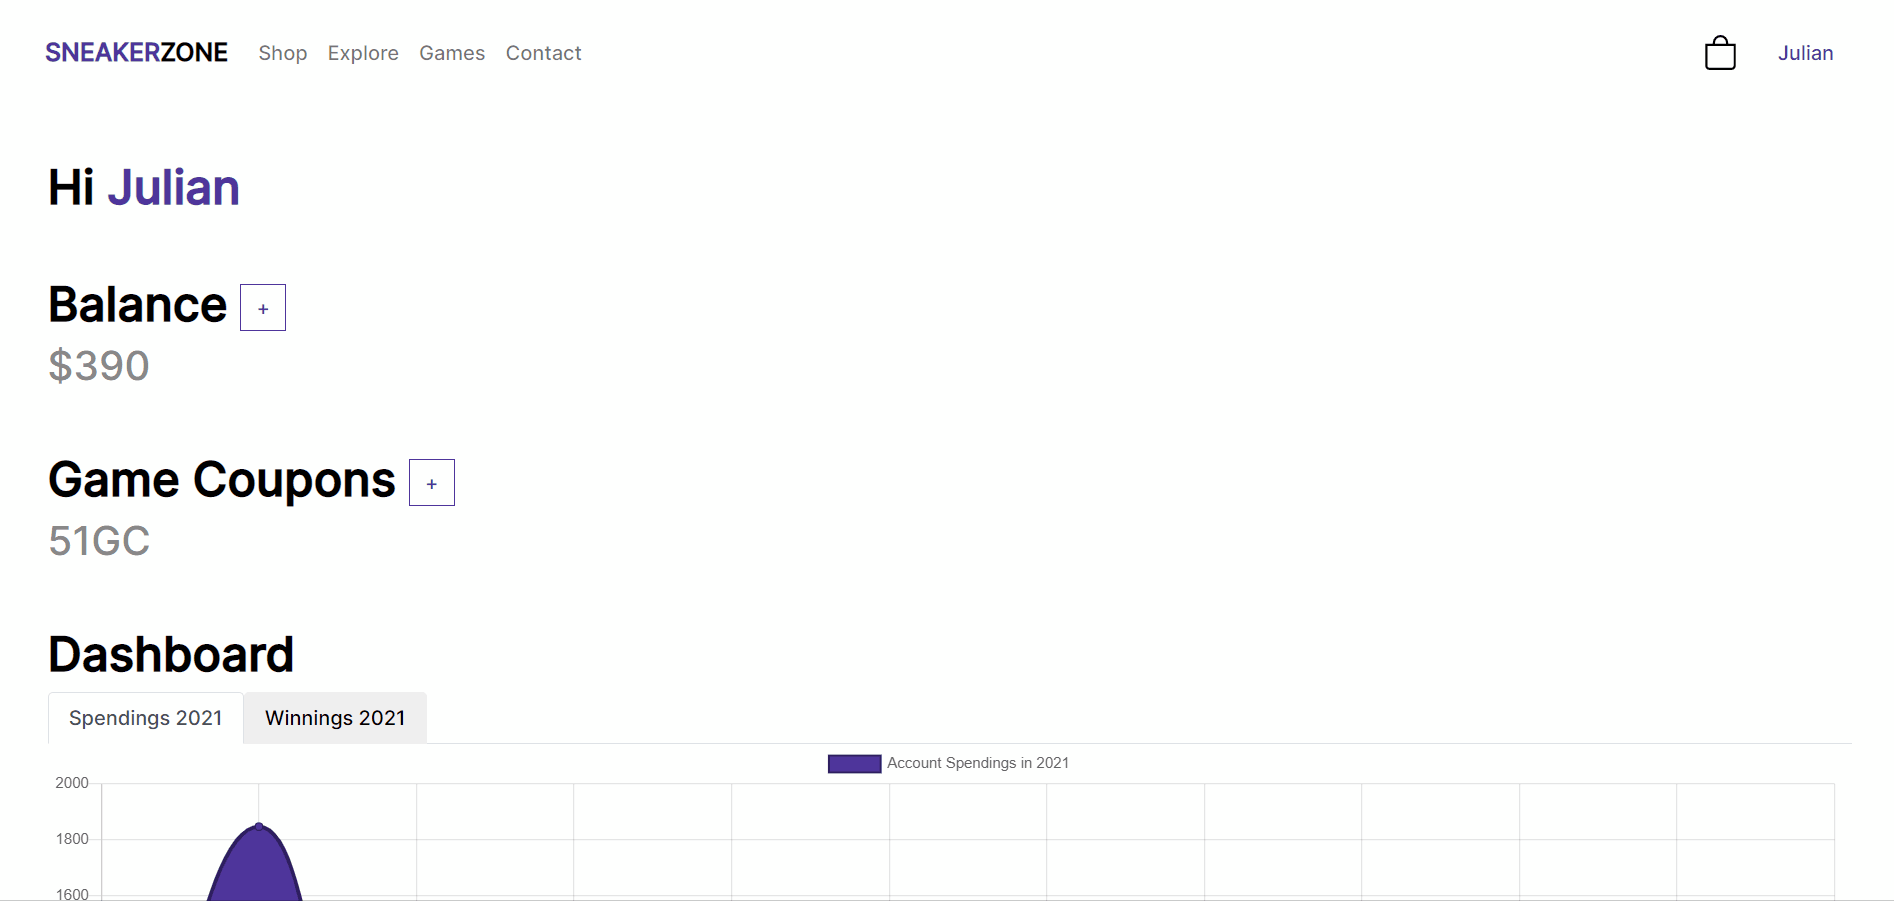 SNEAKERZONE Shop Explore Games Contact Julian
Hi Julian
Balance +
$390
Game Coupons +
51GC
Dashboard
Spendings 2021 Winnings 2021
Account Spendings in 2021
2000
1800
1600